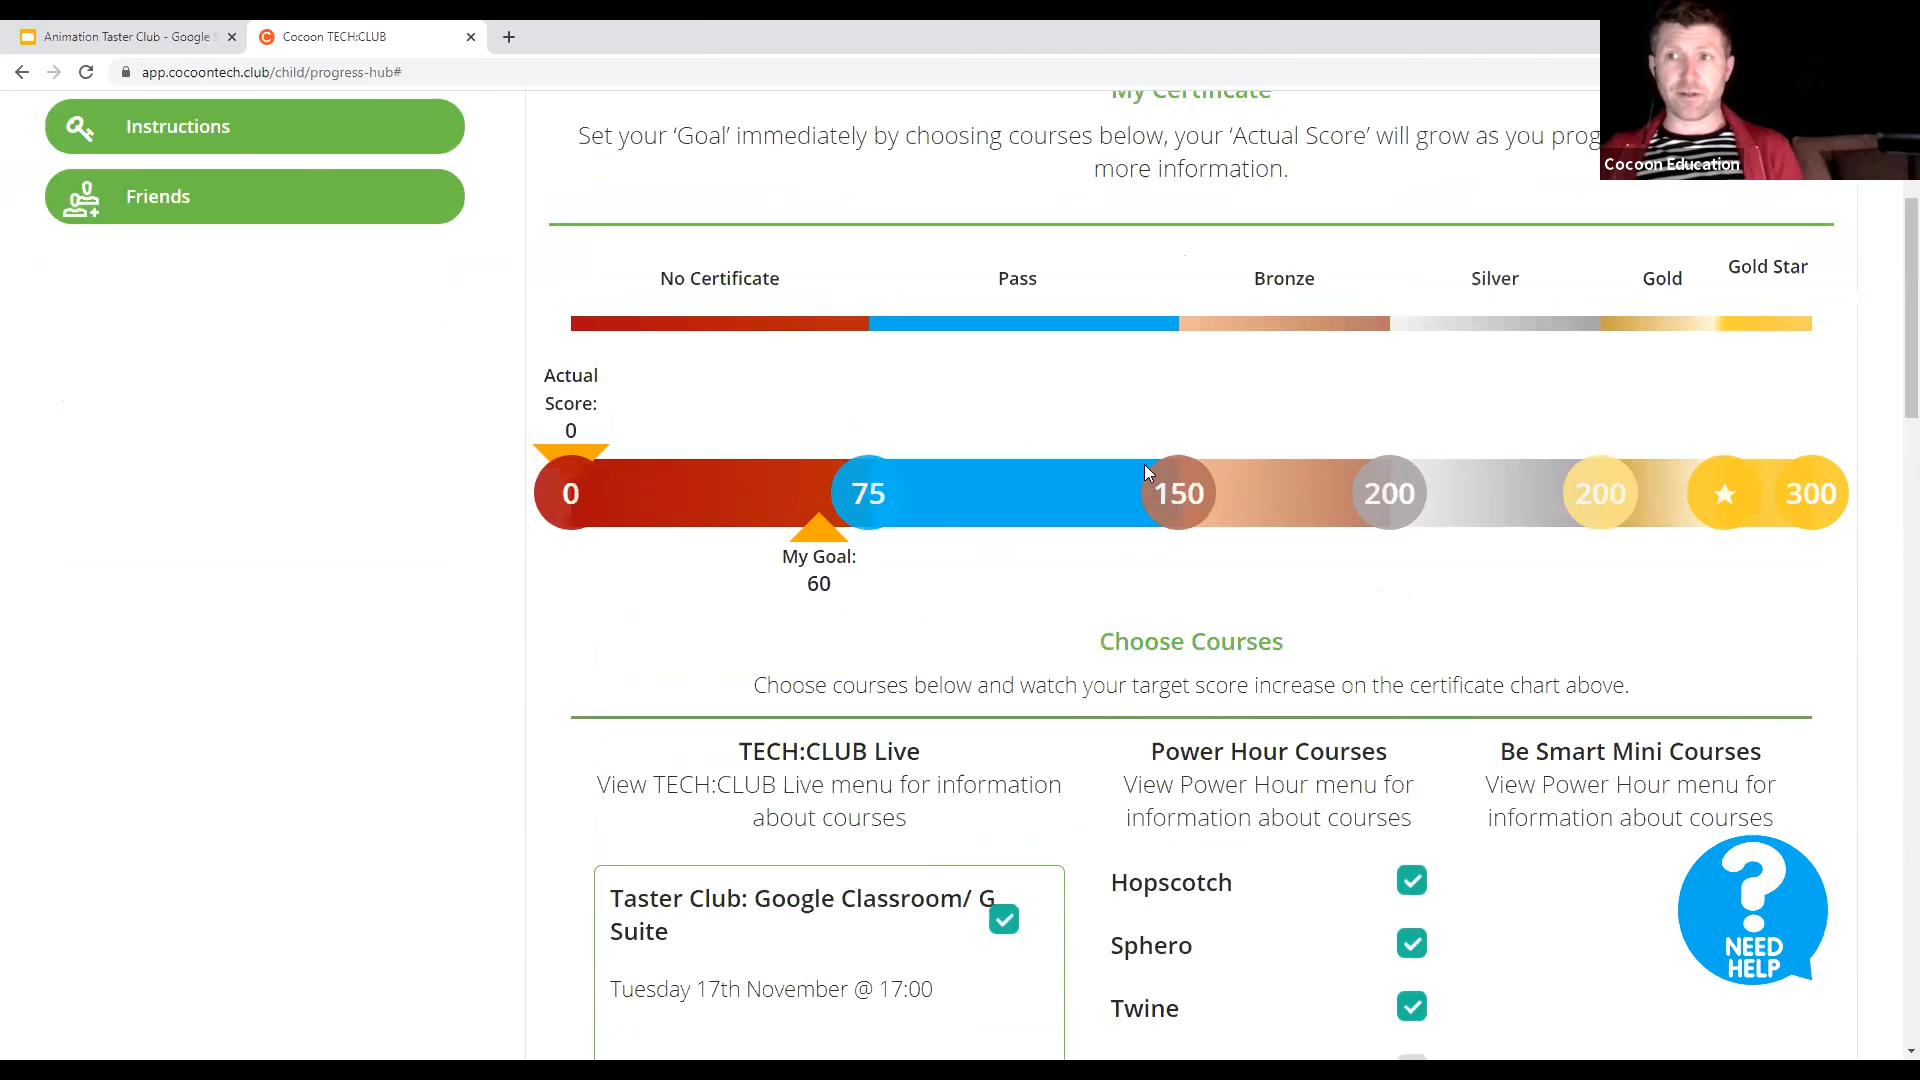 Animation Taster Club - Google S
Cocoon TECH:CLUB
app.cocoontech.club/child/progress-hub#
Cocoon Education
Instructions
Friends
My Certificate
Set your ‘Goal’ immediately by choosing courses below, your ‘Actual Score’ will grow as you prog
more information.
No Certificate
Pass
Bronze
Silver
Gold
Gold Star
Actual
Score:
0
0
75
150
200
200
300
My Goal:
60
Choose Courses
Choose courses below and watch your target score increase on the certificate chart above.
TECH:CLUB Live
View TECH:CLUB Live menu for information
about courses
Taster Club: Google Classroom/ G
Suite
Tuesday 17th November @ 17:00
Power Hour Courses
View Power Hour menu for
information about courses
Hopscotch
Sphero
Twine
Be Smart Mini Courses
View Power Hour menu for
information about courses
NEED
HELP